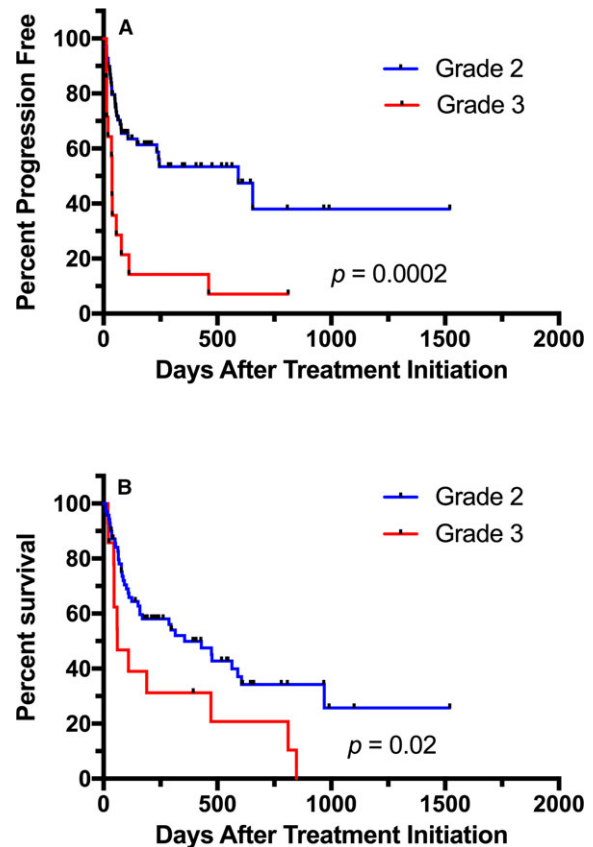 A
Percent Progression Free
100
80
60
40
20
0
Grade 2
Grade 3
p = 0.0002
0
500
1000
1500
2000
Days After Treatment Initiation
B
Percent survival
100
80
60
40
20
0
Grade 2
Grade 3
p = 0.02
0
500
1000
1500
2000
Days After Treatment Initiation